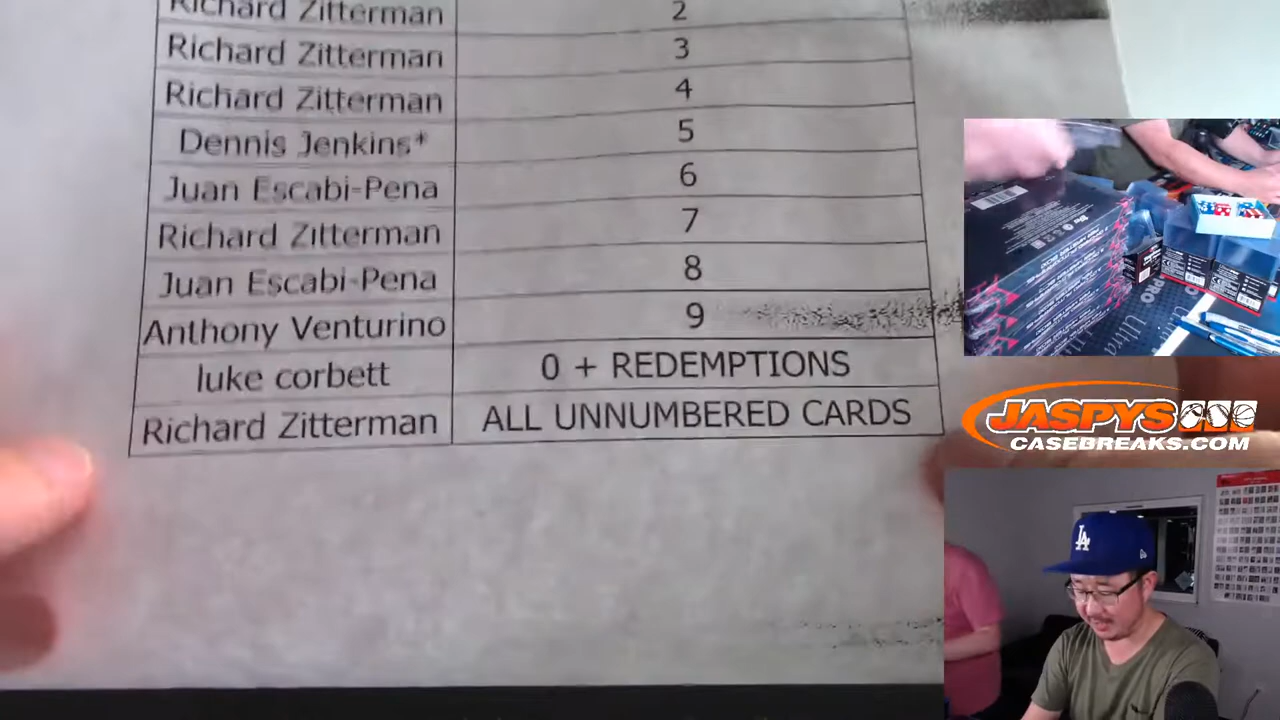 Richard Zitterman 2
Richard Zitterman 3
Richard Zitterman 4
Dennis Jenkins* 5
Juan Escabi-Pena 6
Richard Zitterman 7
Juan Escabi-Pena 8
Anthony Venturino 9
luke corbett 0 + REDEMPTIONS
Richard Zitterman ALL UNNUMBERED CARDS
JASPYS
CASEBREAKS.COM
LA
PRO
Ultra